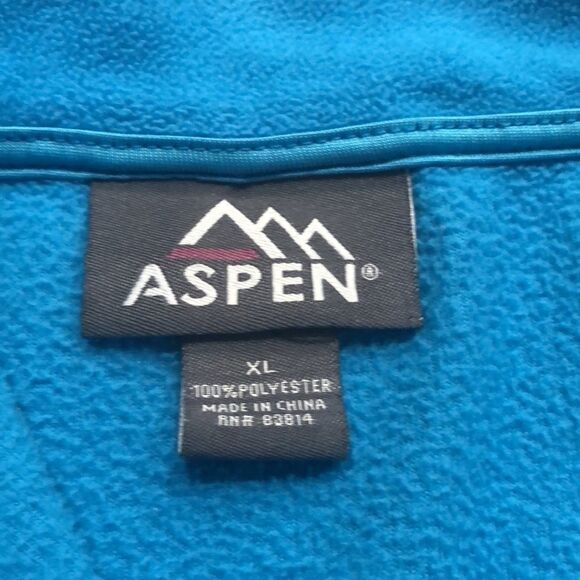 ASPEN®
XL
100% POLYESTER
MADE IN CHINA
RN# 83814